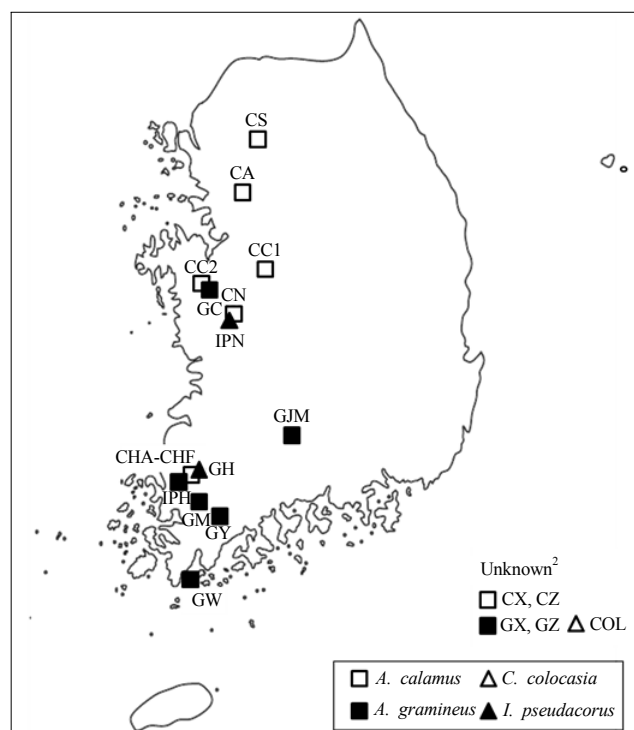 CS
CA
CC1
CC2
GC
CN
IPN
GJM
CHA-CHF
GH
IPH
GM
GY
GW
Unknown²
CX, CZ
GX, GZ COL
A. calamus C. colocasia
A. gramineus I. pseudacorus